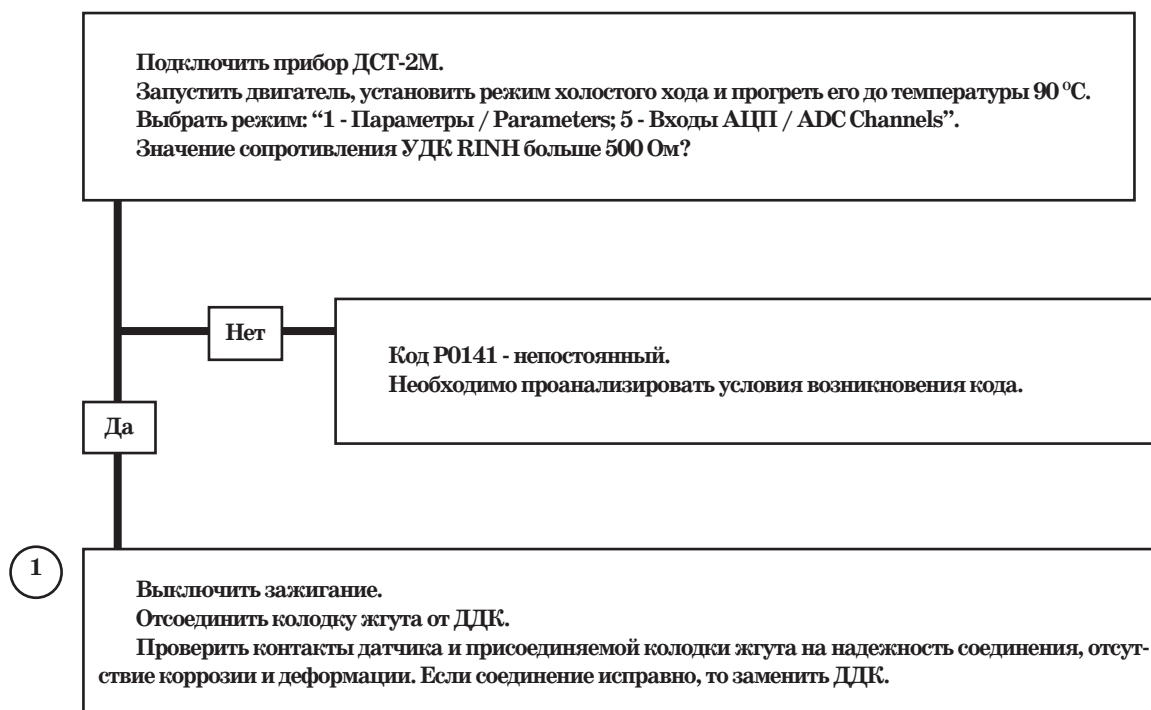 Подключить прибор ДСТ-2М.
Запустить двигатель, установить режим холостого хода и прогреть его до температуры 90 °С.
Выбрать режим: “1 - Параметры / Parameters; 5 - Входы АЦП / ADC Channels”.
Значение сопротивления УДК RINH больше 500 Ом?
Нет
Код Р0141 - непостоянный.
Необходимо проанализировать условия возникновения кода.
Да
1
Выключить зажигание.
Отсоединить колодку жгута от ДДК.
Проверить контакты датчика и присоединяемой колодки жгута на надежность соединения, отсут-
ствие коррозии и деформации. Если соединение исправно, то заменить ДДК.